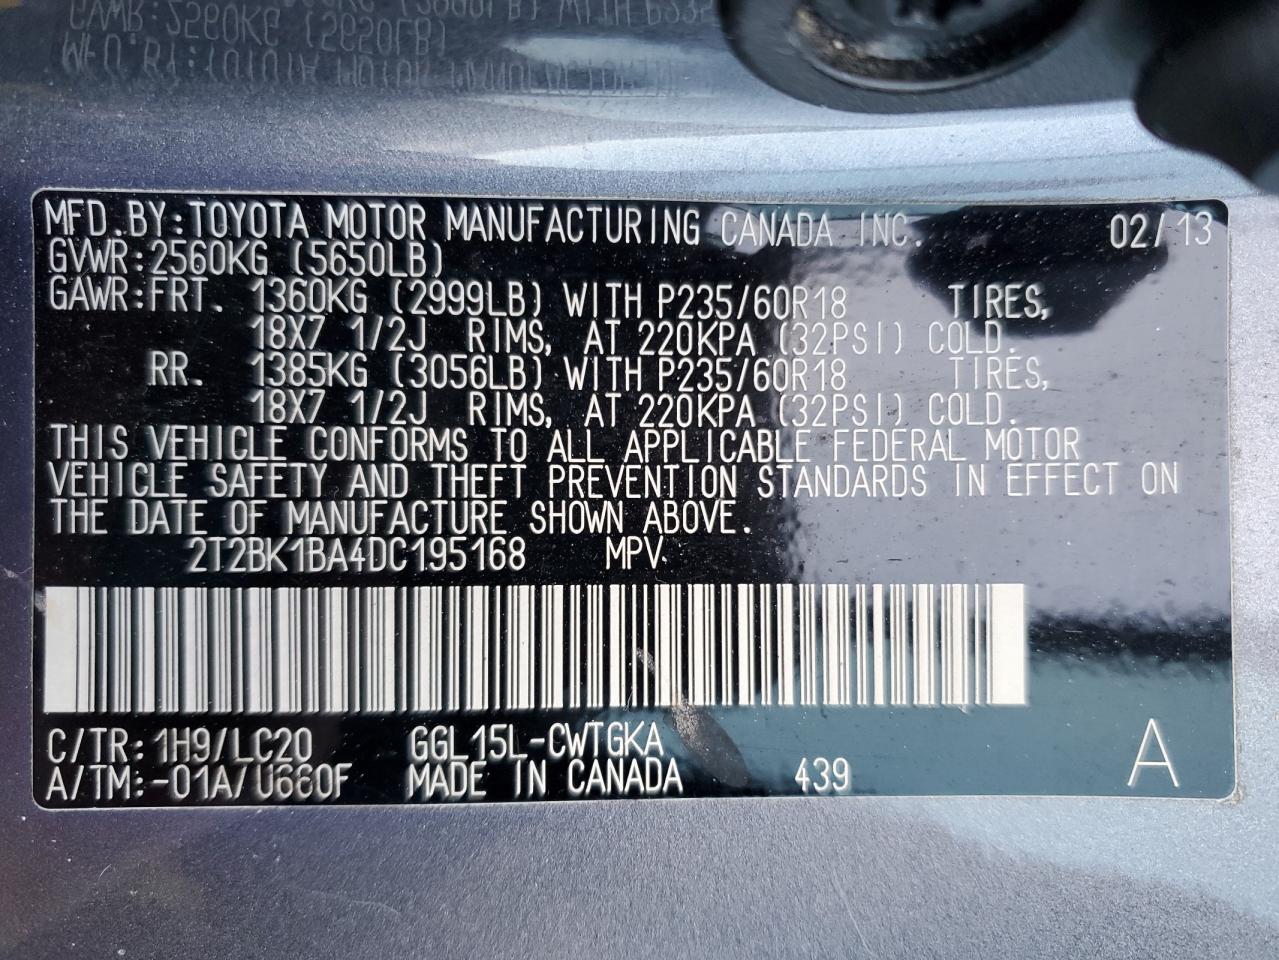 MFD.BY:TOYOTA MOTOR MANUFACTURING CANADA INC. 02/13
GVWR:2560KG (5650LB)
GAWR:FRT. 1360KG (2999LB) WITH P235/60R18 TIRES,
18X7 1/2J RIMS, AT 220KPA (32PSI) COLD.
RR. 1385KG (3056LB) WITH P235/60R18 TIRES,
18X7 1/2J RIMS, AT 220KPA (32PSI) COLD.
THIS VEHICLE CONFORMS TO ALL APPLICABLE FEDERAL MOTOR
VEHICLE SAFETY AND THEFT PREVENTION STANDARDS IN EFFECT ON
THE DATE OF MANUFACTURE SHOWN ABOVE.
2T2BK1BA4DC195168 MPV
C/TR:1H9/LC20 GGL15L-CWTGKA
A/TM:-01A/U660F MADE IN CANADA 439 A